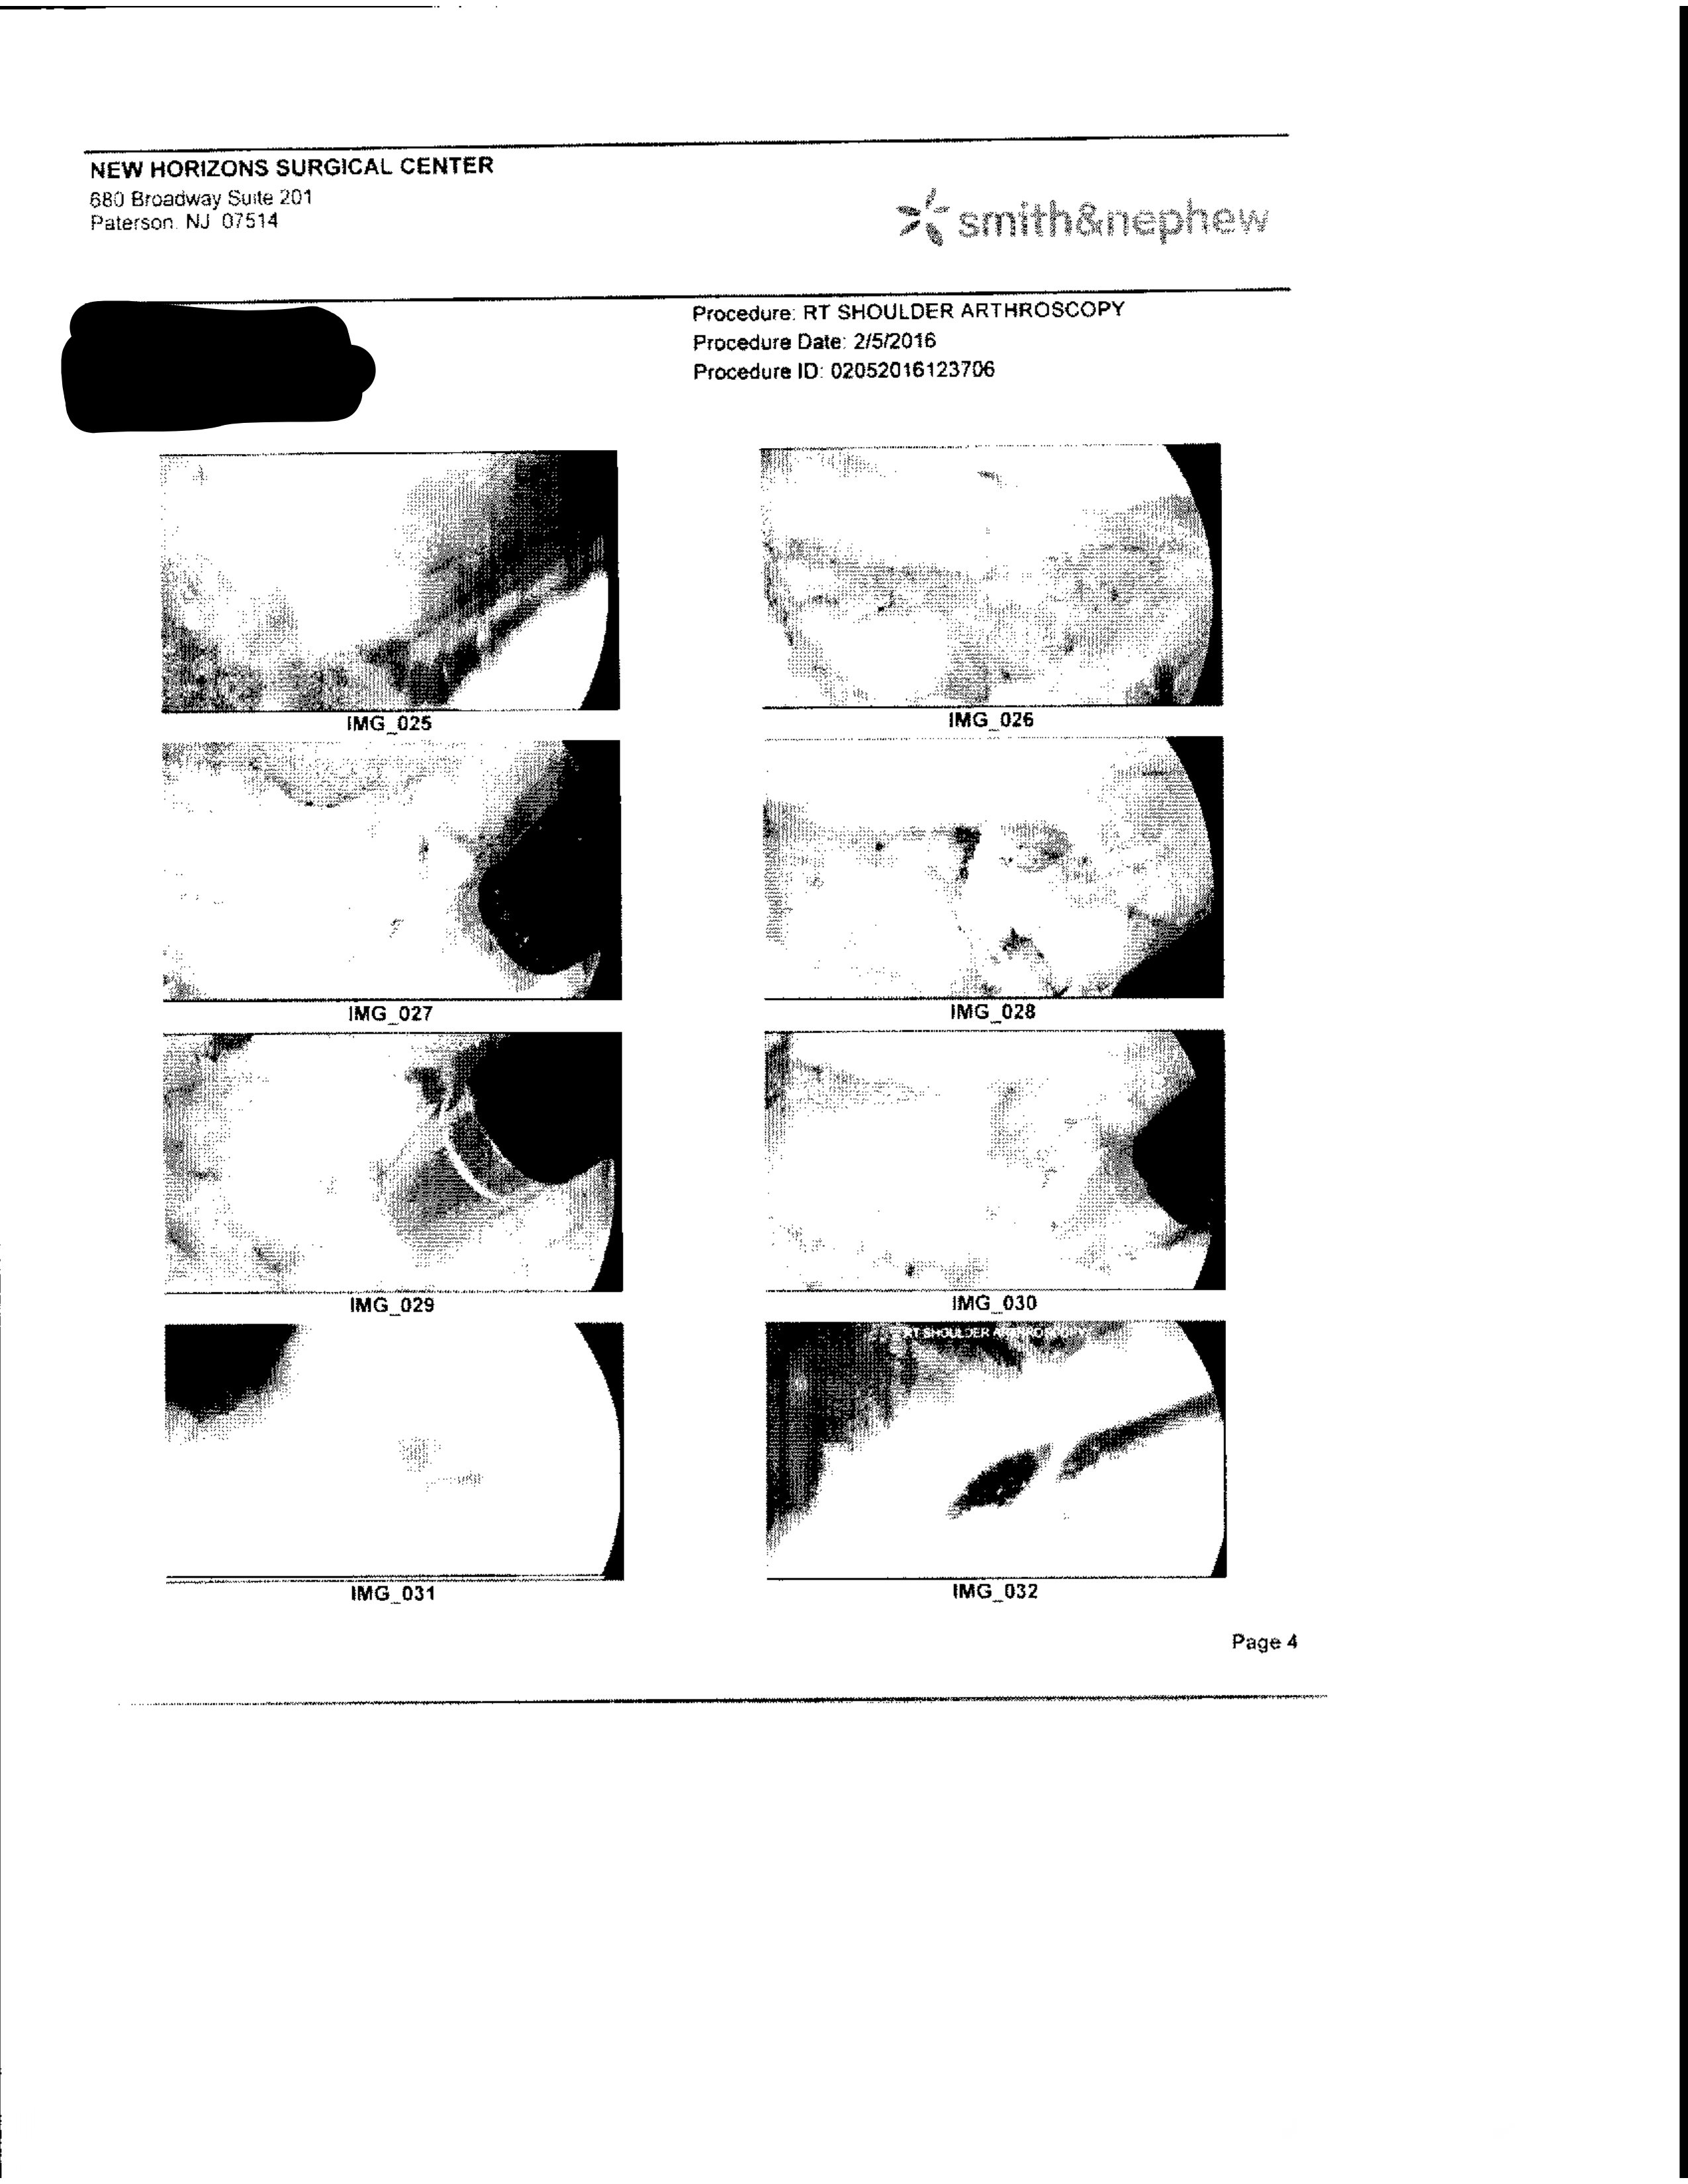 NEW HORIZONS SURGICAL CENTER
680 Broadway Suite 201
Paterson, NJ 07514
smith&nephew
Procedure: RT SHOULDER ARTHROSCOPY
Procedure Date: 2/5/2016
Procedure ID: 02052016123706
IMG_025
IMG_026
IMG_027
IMG_028
IMG_029
IMG_030
RT SHOULDER ARTHROSCOPY
IMG_031
IMG_032
Page 4